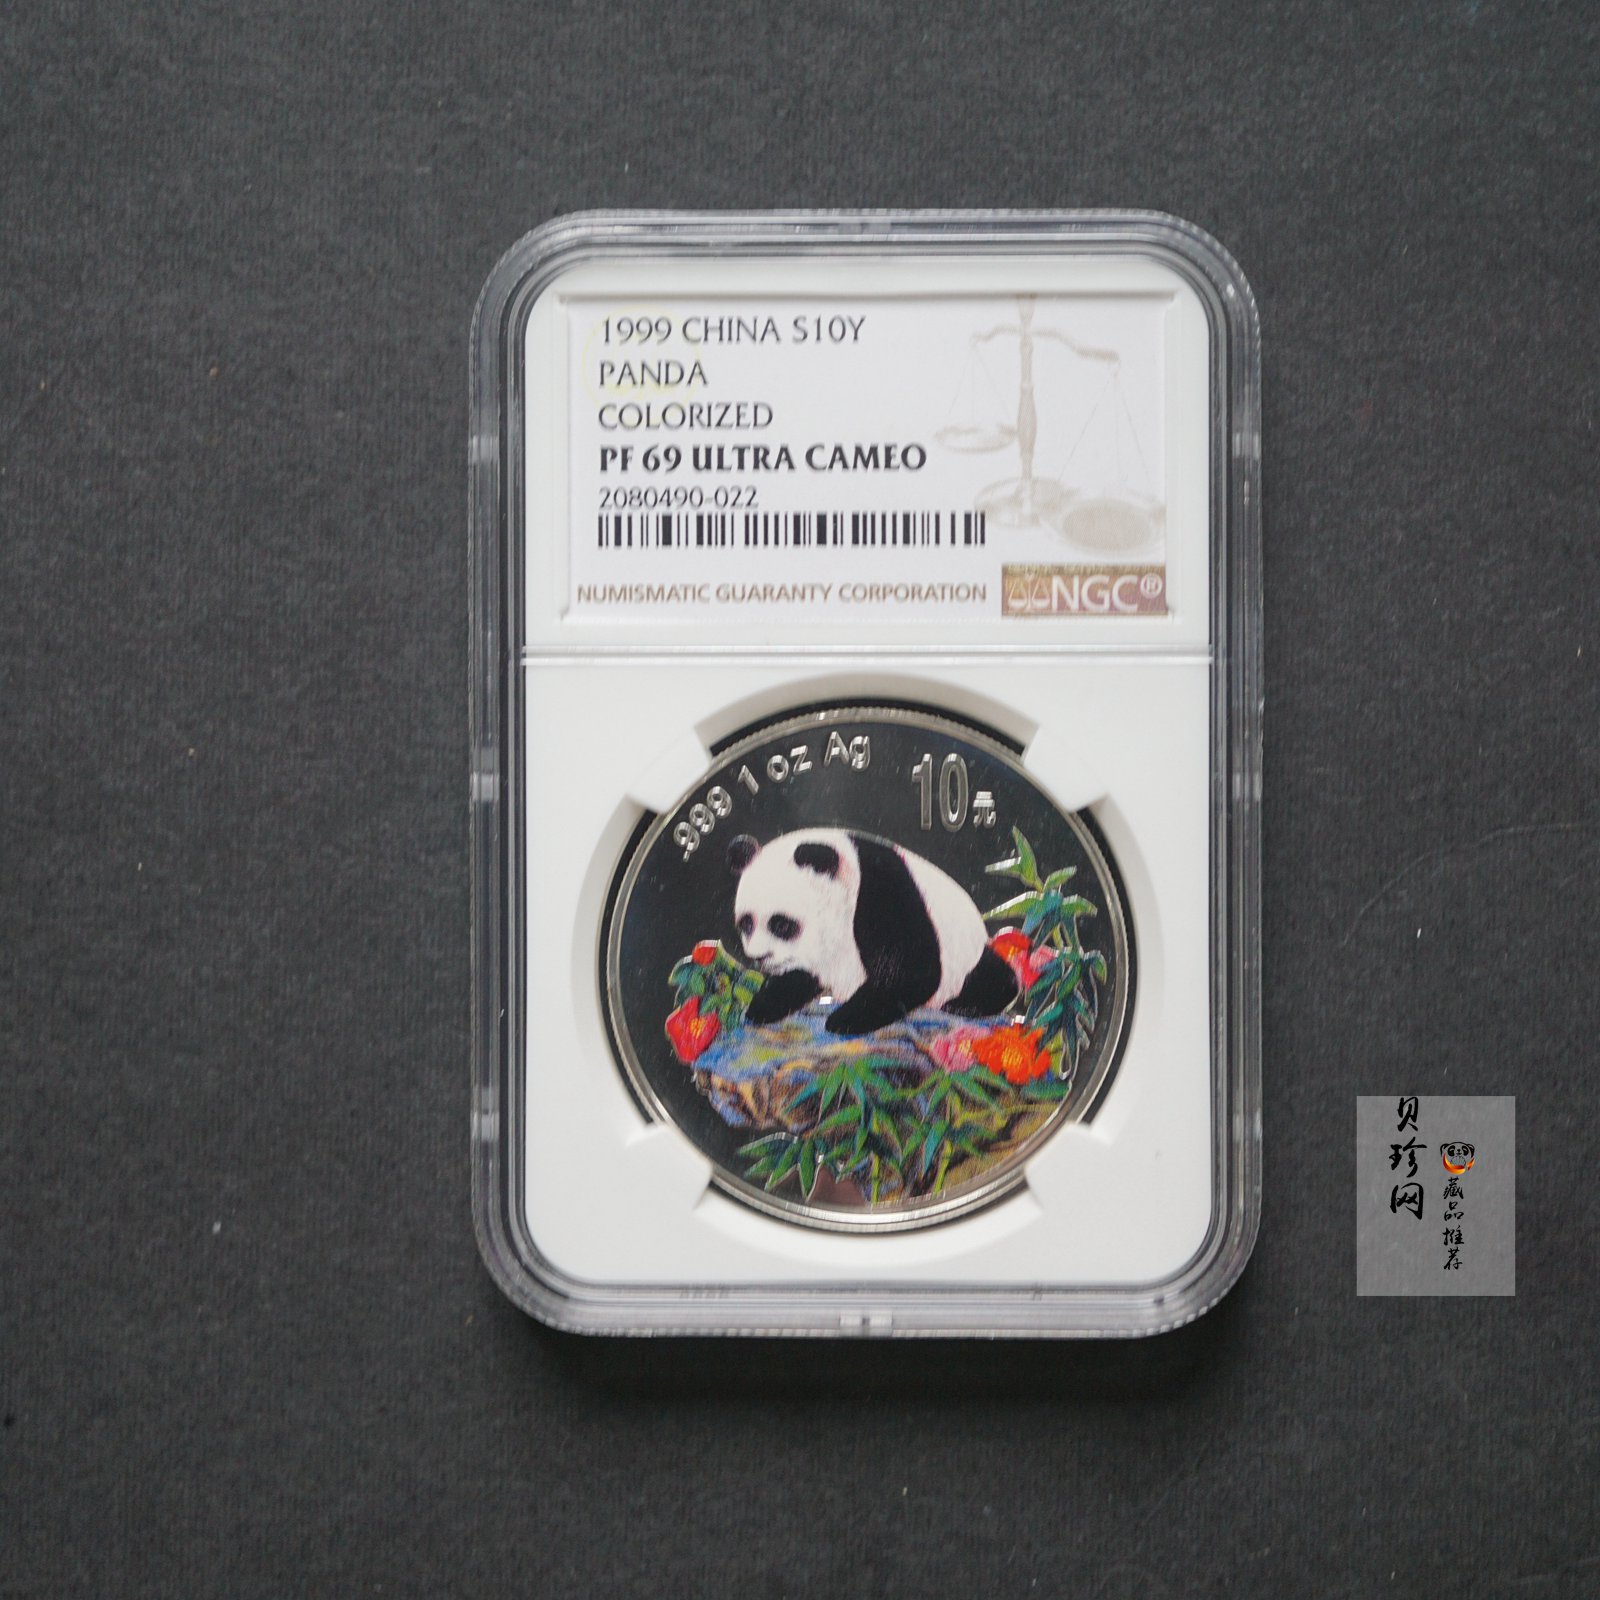 1999 CHINA S10Y
PANDA
COLORIZED
PF 69 ULTRA CAMEO
2080490-022
NUMISMATIC GUARANTY CORPORATION
NGC®
.999 1 oz Ag
10元
贝珍网
藏品推荐